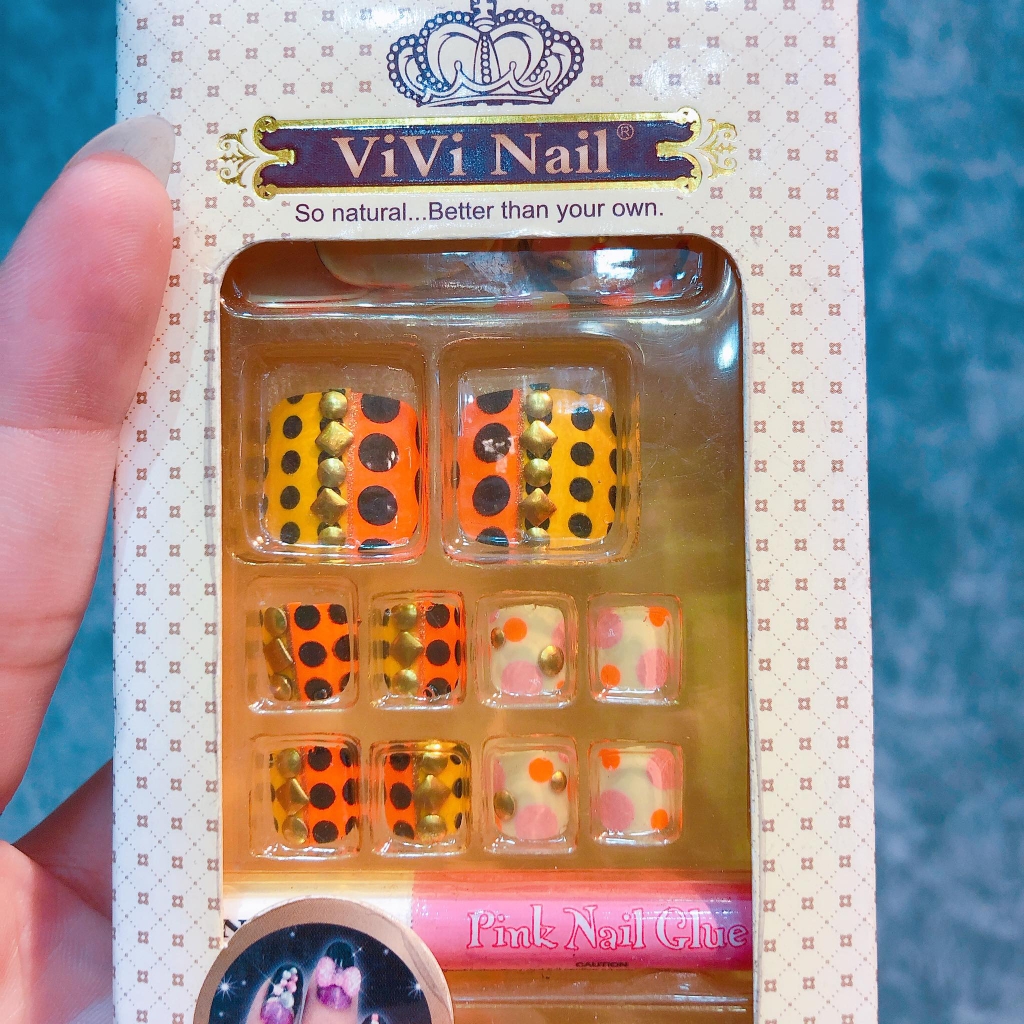 ViVi Nail®
So natural...Better than your own.
Pink Nail Glue
CAUTION